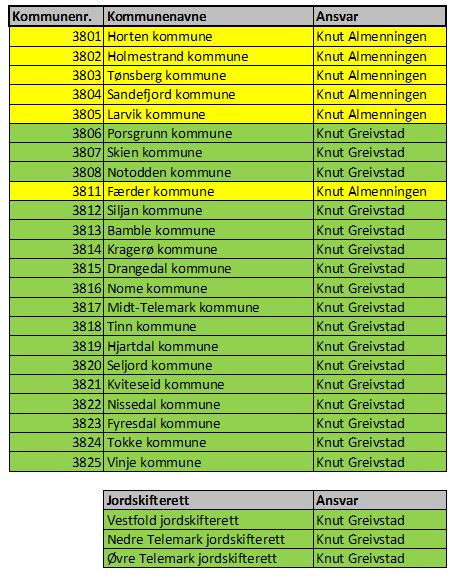 Kommunenr. Kommunenavne Ansvar
3801 Horten kommune Knut Almenningen
3802 Holmestrand kommune Knut Almenningen
3803 Tønsberg kommune Knut Almenningen
3804 Sandefjord kommune Knut Almenningen
3805 Larvik kommune Knut Almenningen
3806 Porsgrunn kommune Knut Greivstad
3807 Skien kommune Knut Greivstad
3808 Notodden kommune Knut Greivstad
3811 Færder kommune Knut Almenningen
3812 Siljan kommune Knut Greivstad
3813 Bamble kommune Knut Greivstad
3814 Kragerø kommune Knut Greivstad
3815 Drangedal kommune Knut Greivstad
3816 Nome kommune Knut Greivstad
3817 Midt-Telemark kommune Knut Greivstad
3818 Tinn kommune Knut Greivstad
3819 Hjartdal kommune Knut Greivstad
3820 Seljord kommune Knut Greivstad
3821 Kviteseid kommune Knut Greivstad
3822 Nissedal kommune Knut Greivstad
3823 Fyresdal kommune Knut Greivstad
3824 Tokke kommune Knut Greivstad
3825 Vinje kommune Knut Greivstad
Jordskifterett Ansvar
Vestfold jordskifterett Knut Greivstad
Nedre Telemark jordskifterett Knut Greivstad
Øvre Telemark jordskifterett Knut Greivstad